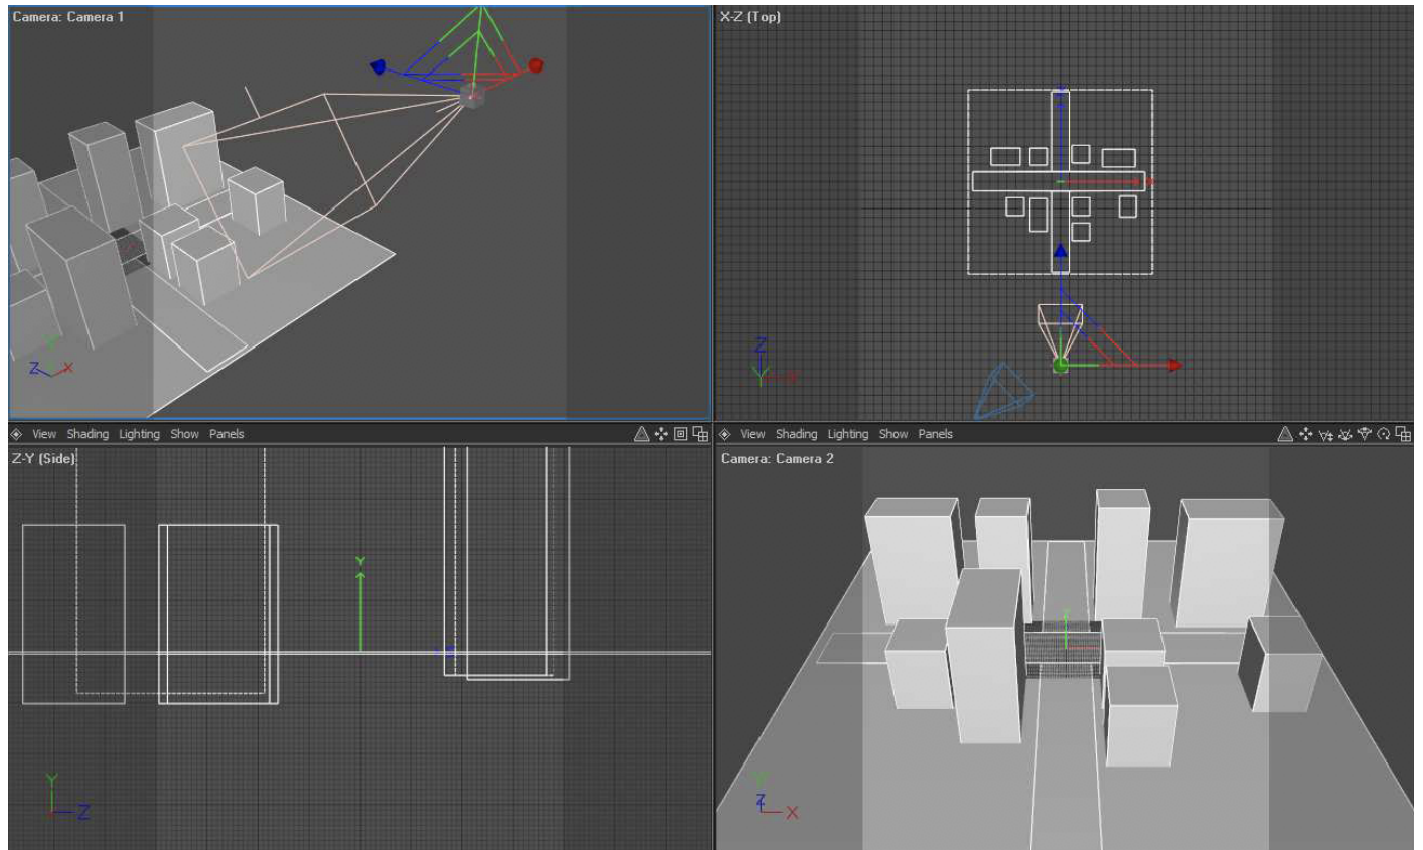 Camera: Camera 1
X-Z (Top)
Z X
Z
Y
View Shading Lighting Show Panels
View Shading Lighting Show Panels
Z-Y (Side)
Camera: Camera 2
Y
Y
Z
Z
X